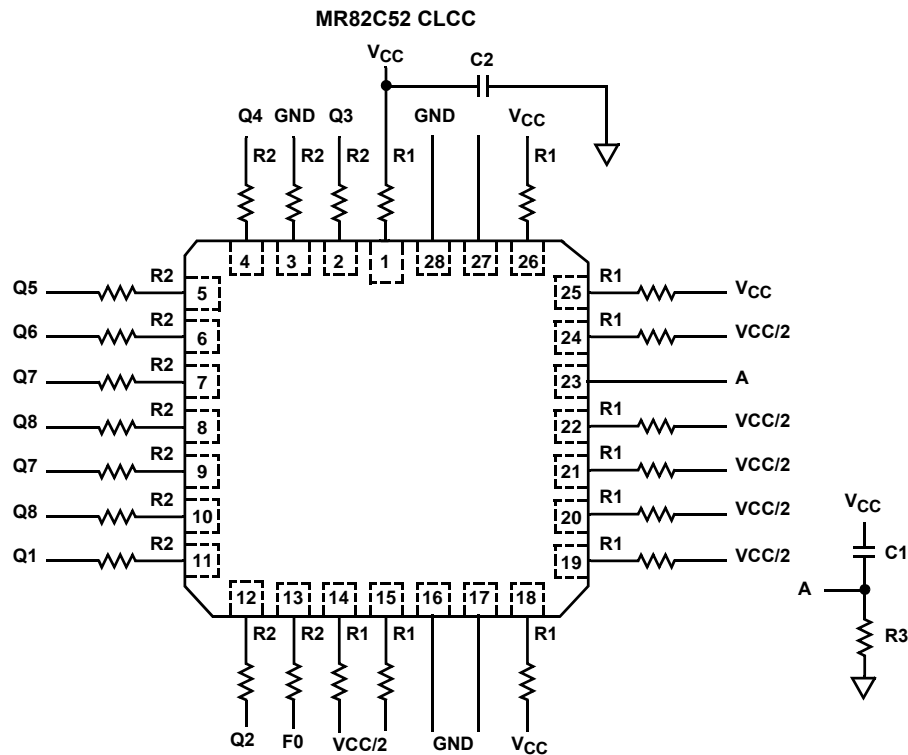 MR82C52 CLCC
VCC
C2
Q4 GND Q3 GND VCC
R2 R2 R2 R1 R1
4 3 2 1 28 27 26
Q5 R2 5 25 R1 VCC
Q6 R2 6 24 R1 VCC/2
Q7 R2 7 23 A
Q8 R2 8 22 R1 VCC/2
Q7 R2 9 21 R1 VCC/2
Q8 R2 10 20 R1 VCC/2
Q1 R2 11 19 R1 VCC/2
12 13 14 15 16 17 18
R2 R2 R1 R1 R1
Q2 F0 VCC/2 GND VCC
VCC
C1
A
R3